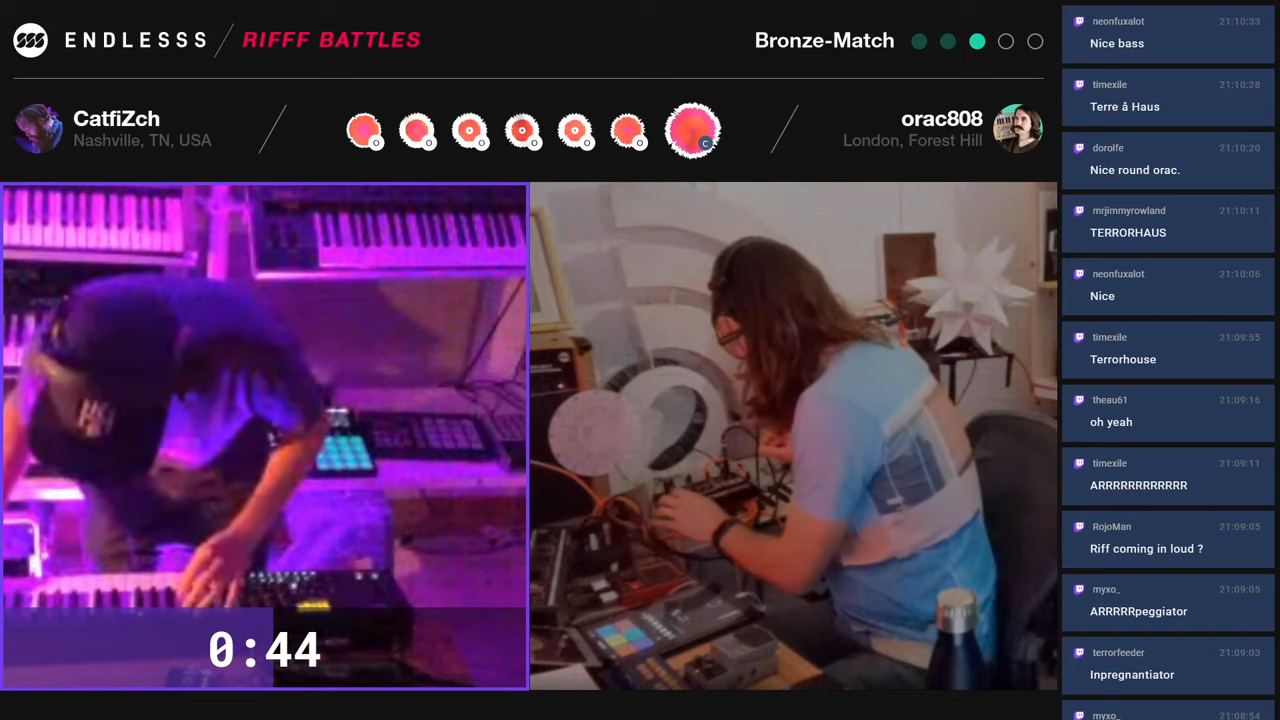 ENDLESSS
RIFFF BATTLES
Bronze-Match
CatfiZch
Nashville, TN, USA
O
O
O
O
O
O
C
orac808
London, Forest Hill
0:44
neonfuxalot 21:10:33
Nice bass
timexile 21:10:28
Terre å Haus
dorolfe 21:10:20
Nice round orac.
mrjimmyrowland 21:10:11
TERRORHAUS
neonfuxalot 21:10:06
Nice
timexile 21:09:55
Terrorhouse
theau61 21:09:16
oh yeah
timexile 21:09:11
ARRRRRRRRRRR
RojoMan 21:09:05
Riff coming in loud ?
myxo_ 21:09:05
ARRRRRpeggiator
terrorfeeder 21:09:03
Inpregnantiator
myxo_ 21:08:54